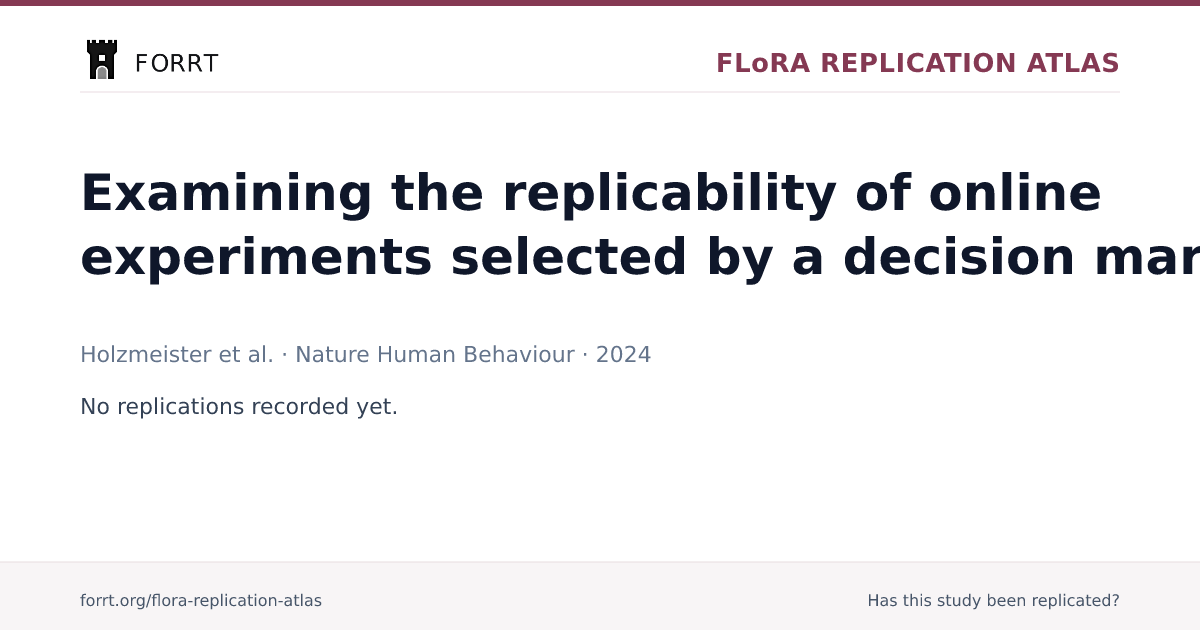 FORRT
FLoRA REPLICATION ATLAS
Examining the replicability of online
experiments selected by a decision
Holzmeister et al. · Nature Human Behaviour · 2024
No replications recorded yet.
forrt.org/flora-replication-atlas
Has this study been replicated?